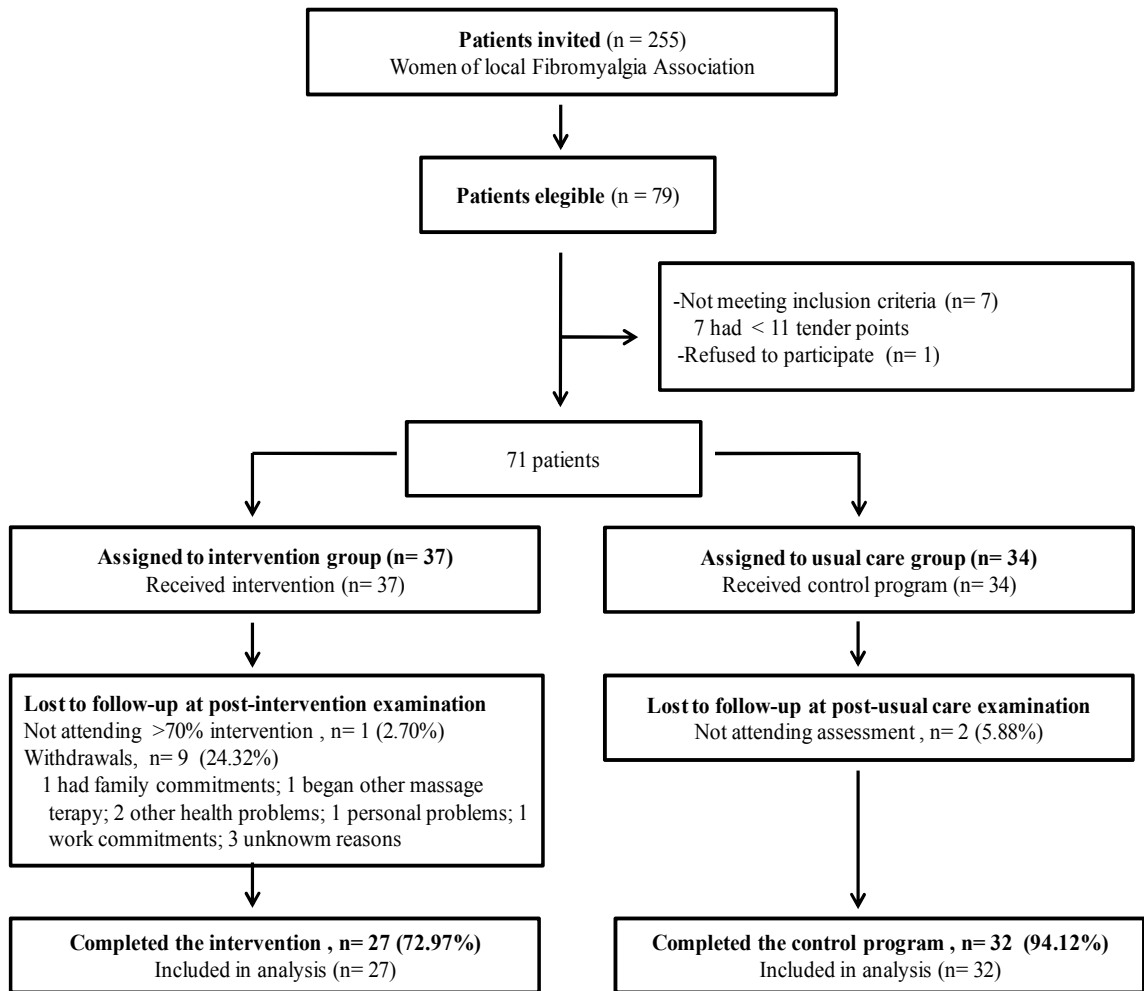 Patients invited (n = 255)
Women of local Fibromyalgia Association
Patients elegible (n = 79)
-Not meeting inclusion criteria (n= 7)
7 had < 11 tender points
-Refused to participate (n= 1)
71 patients
Assigned to intervention group (n= 37)
Received intervention (n= 37)
Assigned to usual care group (n= 34)
Received control program (n= 34)
Lost to follow-up at post-intervention examination
Not attending >70% intervention , n= 1 (2.70%)
Withdrawals, n= 9 (24.32%)
1 had family commitments; 1 began other massage
terapy; 2 other health problems; 1 personal problems; 1
work commitments; 3 unknowm reasons
Lost to follow-up at post-usual care examination
Not attending assessment , n= 2 (5.88%)
Completed the intervention , n= 27 (72.97%)
Included in analysis (n= 27)
Completed the control program , n= 32 (94.12%)
Included in analysis (n= 32)